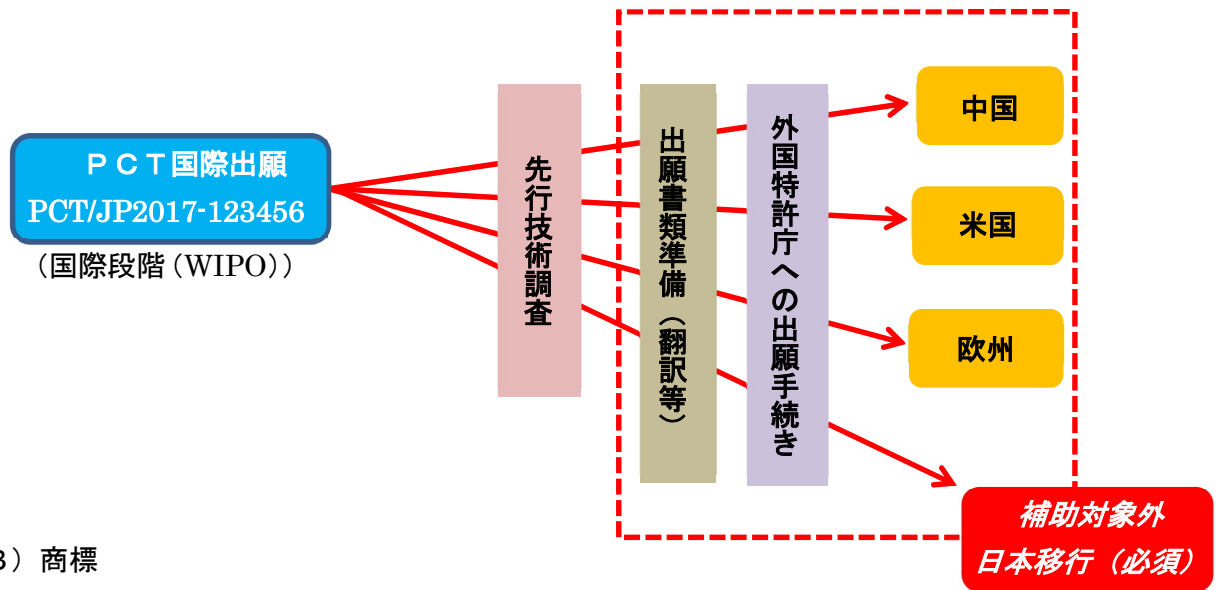 ＰＣＴ国際出願
PCT/JP2017-123456
（国際段階（WIPO））
先行技術調査
出願書類準備（翻訳等）
外国特許庁への出願手続き
中国
米国
欧州
補助対象外
日本移行（必須）
３）商標